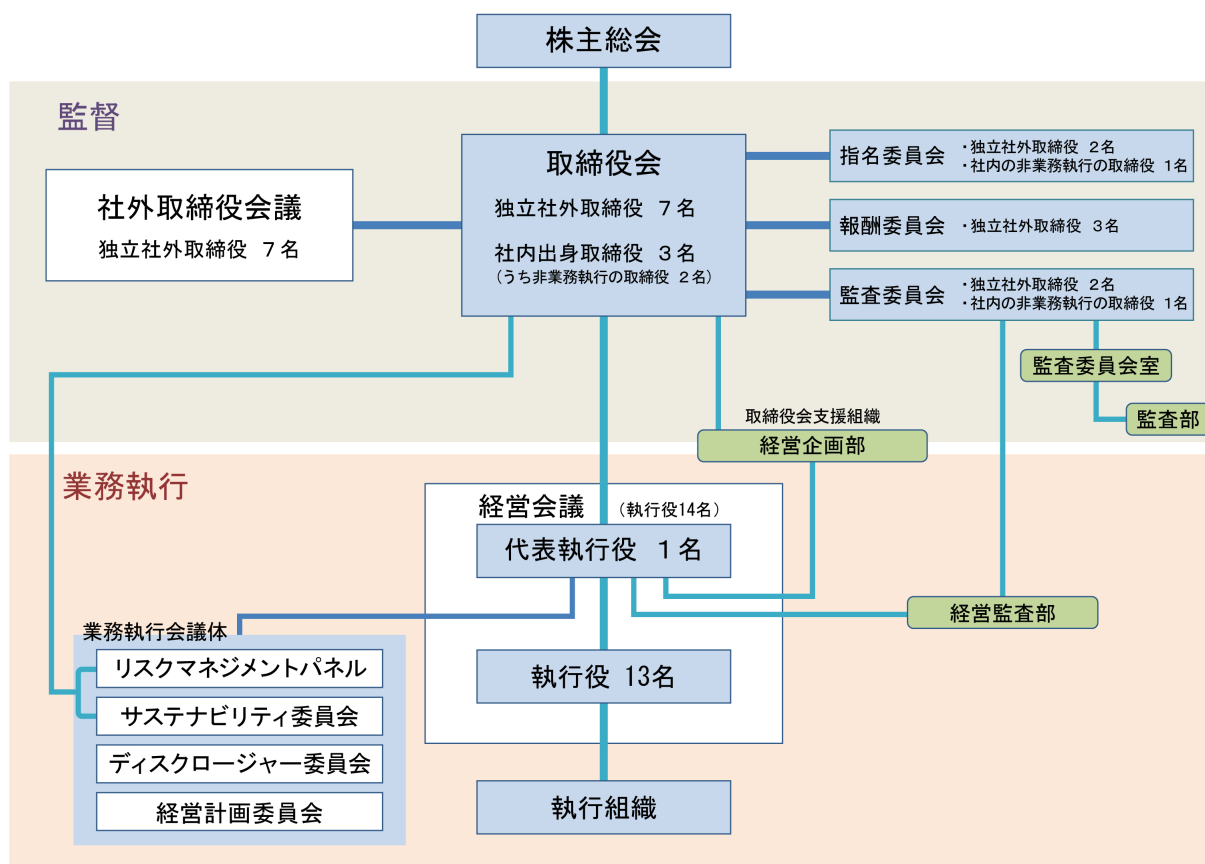 株主総会
監督
取締役会
独立社外取締役 7名
社内出身取締役 3名
(うち非業務執行の取締役 2名)
社外取締役会議
独立社外取締役 7名
指名委員会
・独立社外取締役 2名
・社内の非業務執行の取締役 1名
報酬委員会
・独立社外取締役 3名
監査委員会
・独立社外取締役 2名
・社内の非業務執行の取締役 1名
監査委員会室
監査部
取締役会支援組織
経営企画部
業務執行
経営会議 (執行役14名)
代表執行役 1名
経営監査部
業務執行会議体
リスクマネジメントパネル
サステナビリティ委員会
ディスクロージャー委員会
経営計画委員会
執行役 13名
執行組織